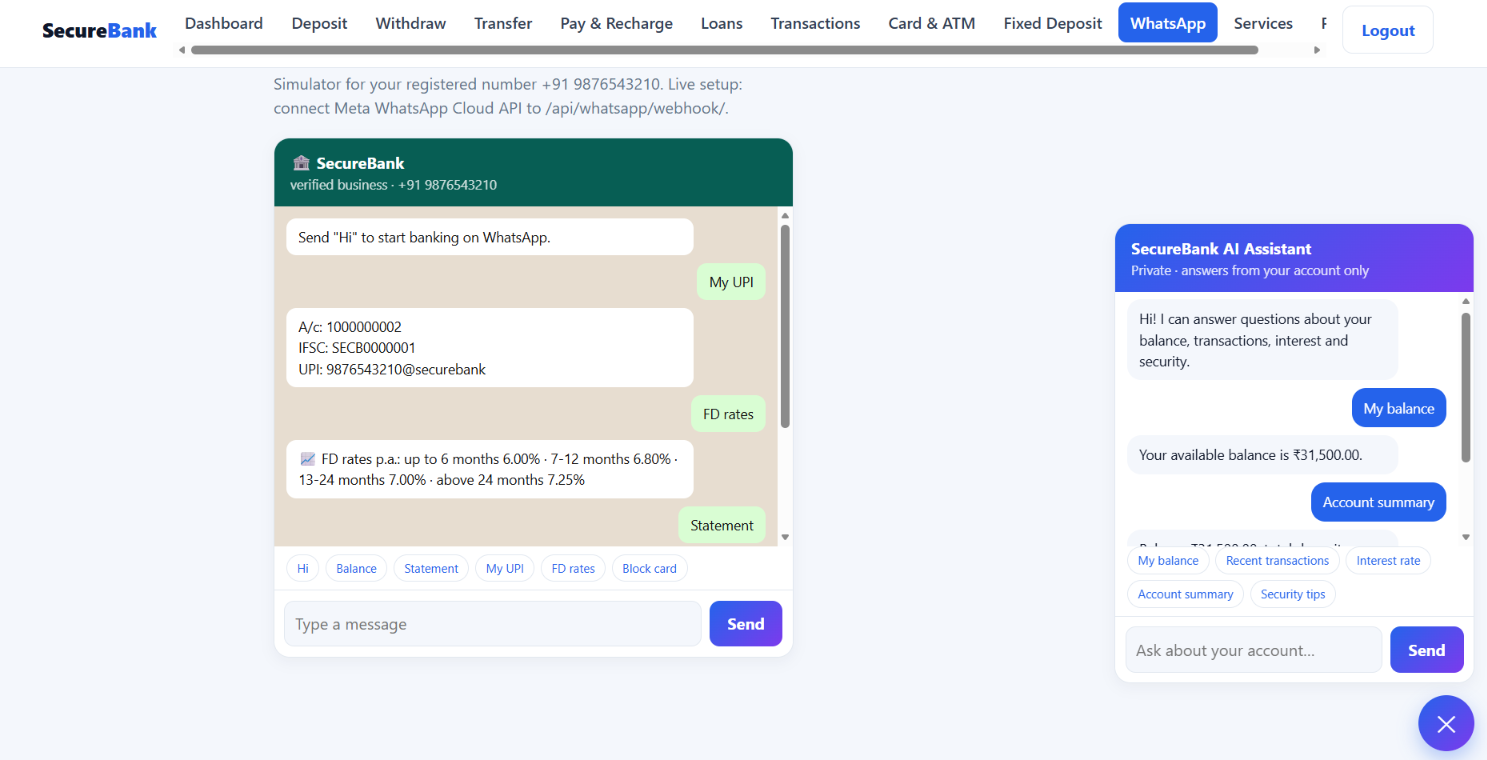 SecureBank
Dashboard Deposit Withdraw Transfer Pay & Recharge Loans Transactions Card & ATM Fixed Deposit WhatsApp Services
Logout
Simulator for your registered number +91 9876543210. Live setup:
connect Meta WhatsApp Cloud API to /api/whatsapp/webhook/.
SecureBank
verified business · +91 9876543210
Send "Hi" to start banking on WhatsApp.
My UPI
A/c: 1000000002
IFSC: SECB0000001
UPI: 9876543210@securebank
FD rates
FD rates p.a.: up to 6 months 6.00% · 7-12 months 6.80% ·
13-24 months 7.00% · above 24 months 7.25%
Statement
Hi Balance Statement My UPI FD rates Block card
Type a message
Send
SecureBank AI Assistant
Private · answers from your account only
Hi! I can answer questions about your
balance, transactions, interest and
security.
My balance
Your available balance is ₹31,500.00.
Account summary
My balance Recent transactions Interest rate
Account summary Security tips
Ask about your account...
Send